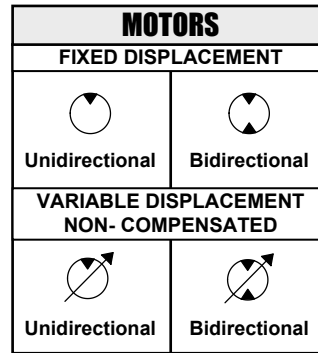 MOTORS
FIXED DISPLACEMENT
Unidirectional
Bidirectional
VARIABLE DISPLACEMENT
NON- COMPENSATED
Unidirectional
Bidirectional